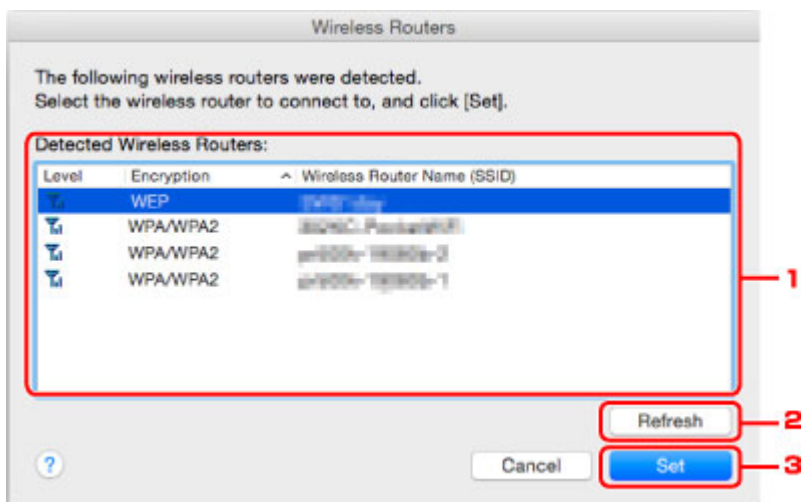 Wireless Routers
The following wireless routers were detected.
Select the wireless router to connect to, and click [Set].
Detected Wireless Routers:
Level Encryption Wireless Router Name (SSID)
WEP
WPA/WPA2
WPA/WPA2
WPA/WPA2
1
Refresh 2
? Cancel Set 3